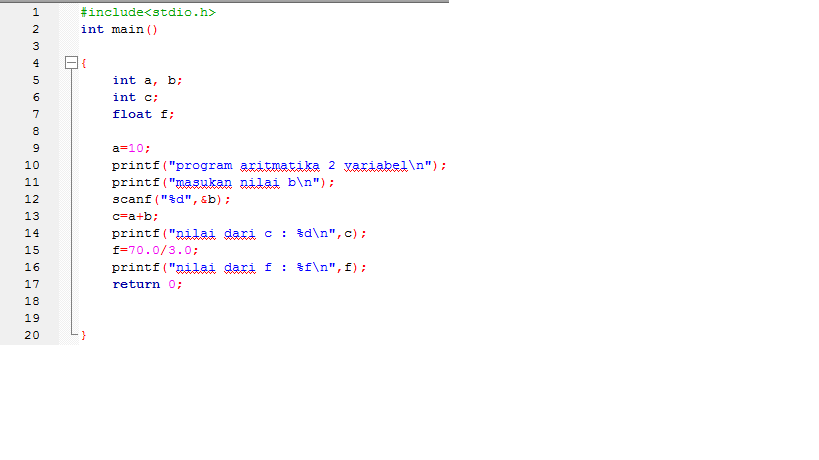 1 #include<stdio.h>
2 int main()
3
4 {
5 int a, b;
6 int c;
7 float f;
8
9 a=10;
10 printf("program aritmatika 2 variabel\n");
11 printf("masukan nilai b\n");
12 scanf("%d",&b);
13 c=a+b;
14 printf("nilai dari c : %d\n",c);
15 f=70.0/3.0;
16 printf("nilai dari f : %f\n",f);
17 return 0;
18
19
20 }